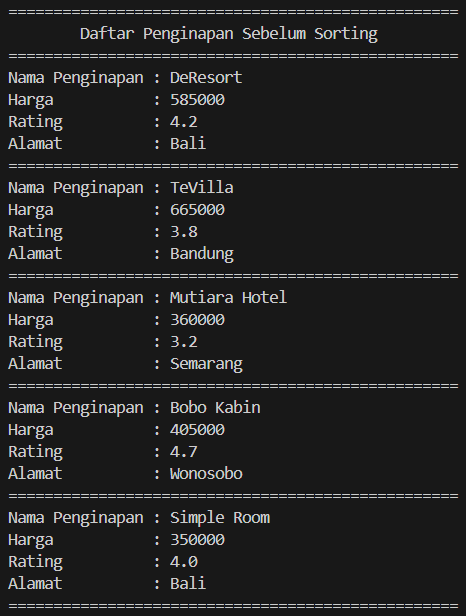 ==================================================
Daftar Penginapan Sebelum Sorting
==================================================
Nama Penginapan : DeResort
Harga : 585000
Rating : 4.2
Alamat : Bali
==================================================
Nama Penginapan : TeVilla
Harga : 665000
Rating : 3.8
Alamat : Bandung
==================================================
Nama Penginapan : Mutiara Hotel
Harga : 360000
Rating : 3.2
Alamat : Semarang
==================================================
Nama Penginapan : Bobo Kabin
Harga : 405000
Rating : 4.7
Alamat : Wonosobo
==================================================
Nama Penginapan : Simple Room
Harga : 350000
Rating : 4.0
Alamat : Bali
==================================================